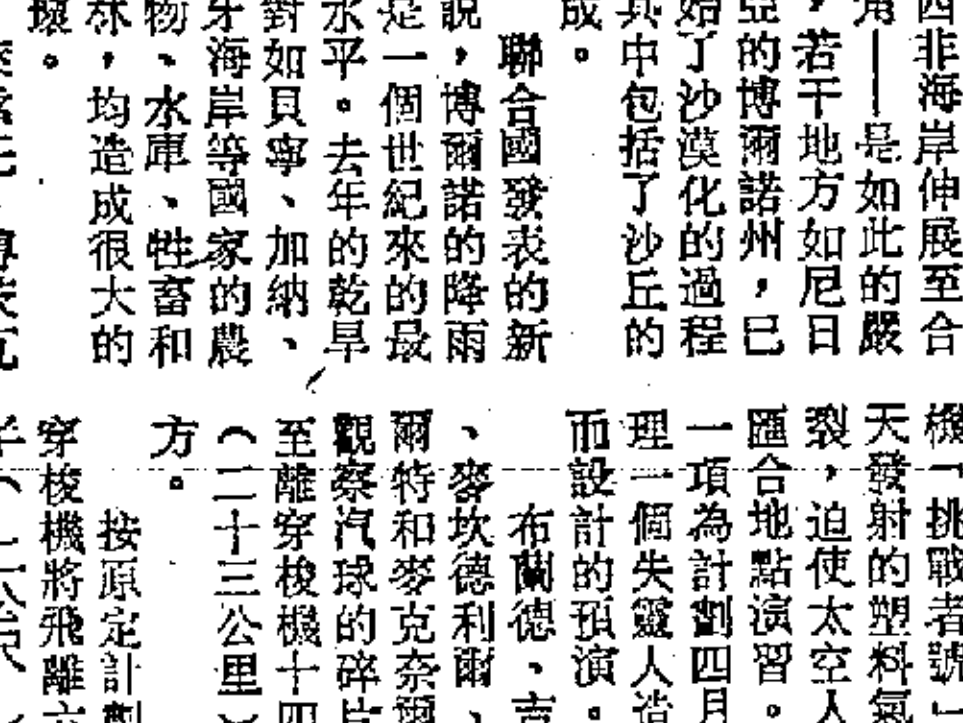 西非海岸伸展至合
角——是如此的嚴
，若干地方如尼日
亞的博爾諾州，已
始了沙漠化的過程
其中包括了沙丘的
成。
聯合國發表的新
說，博爾諾的降雨
是一個世紀來的最
水平。去年的乾旱
對如貝寧、加納、
牙海岸等國家的農
物、水庫、牲畜和
林，均造成很大的
壞。
機「挑戰者號」
天發射的塑料氣
裂，迫使太空人
匯合地點演習。
一項為計劃四月
理一個失靈人造
而設計的預演。
布蘭德、吉
、麥坎德利爾、
爾特和麥克奈爾
觀察汽球的碎片
至離穿梭機十四
（二十三公里）
方。
按原定計劃
穿梭機將飛離六